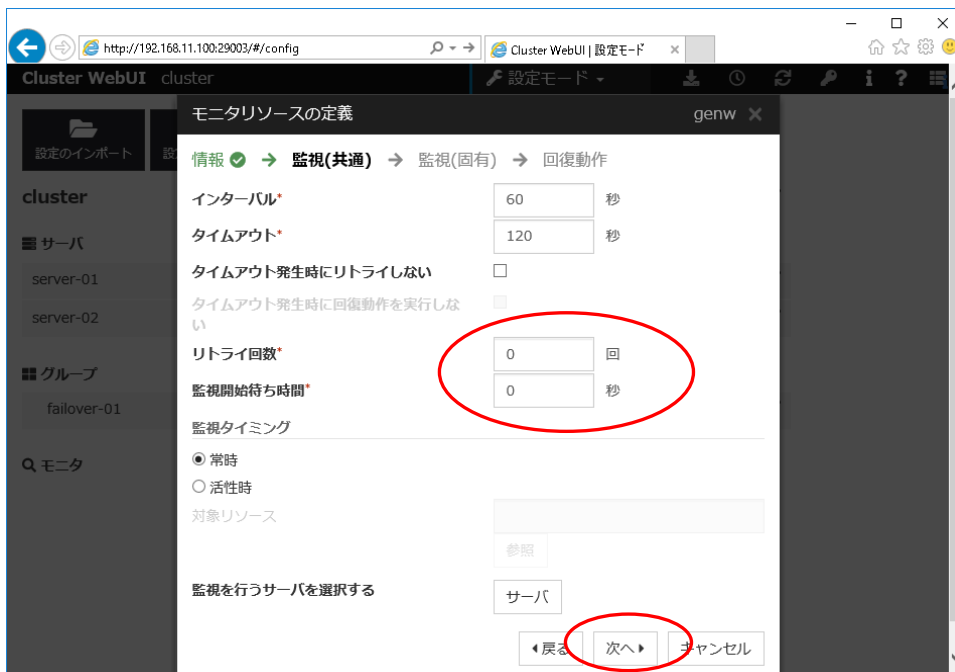 http://192.168.11.100:29003/#/config
Cluster WebUI | 設定モード
Cluster WebUI cluster 設定モード
設定のインポート
モニタリソースの定義 genw
情報 → 監視(共通) → 監視(固有) → 回復動作
cluster
インターバル* 60 秒
タイムアウト* 120 秒
サーバ
タイムアウト発生時にリトライしない
server-01
タイムアウト発生時に回復動作を実行しな
い
server-02
リトライ回数* 0 回
グループ
監視開始待ち時間* 0 秒
failover-01
監視タイミング
モニタ
常時
活性時
対象リソース
参照
監視を行うサーバを選択する サーバ
戻る 次へ キャンセル